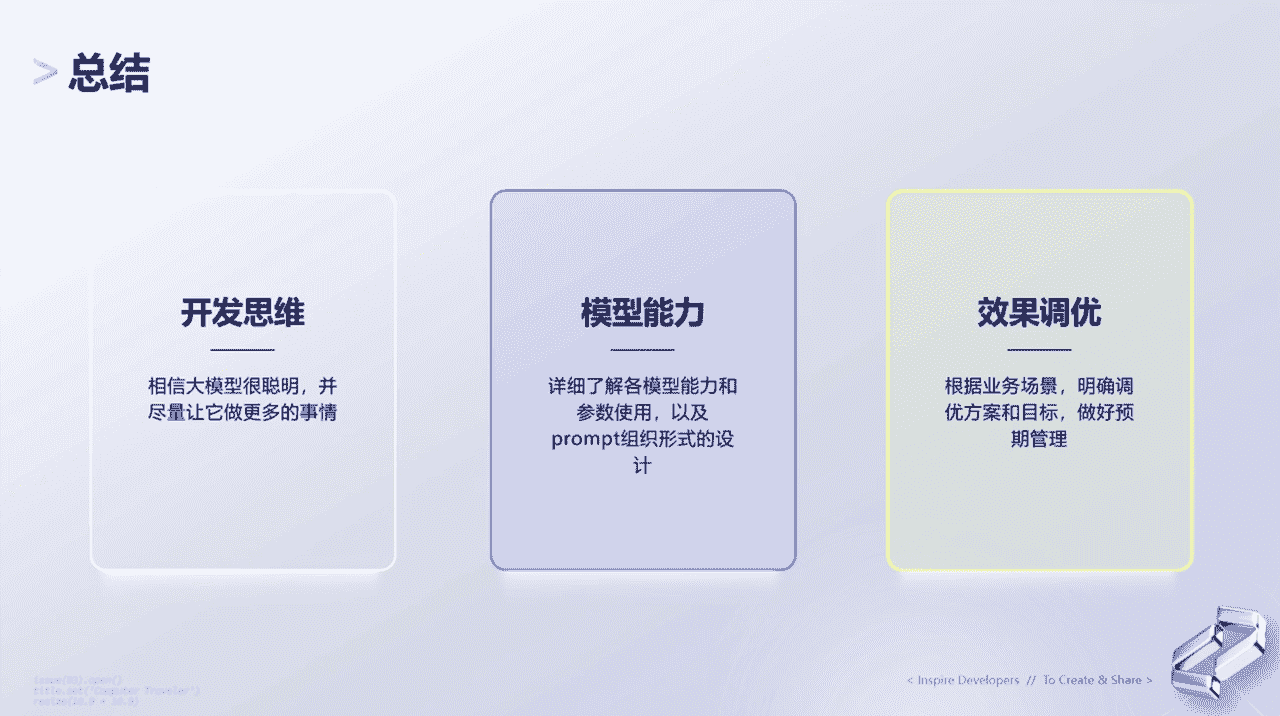 > 总结
开发思维
相信大模型很聪明，并
尽量让它做更多的事情
模型能力
详细了解各模型能力和
参数使用，以及
prompt组织形式的设
计
效果调优
根据业务场景，明确调
优方案和目标，做好预
期管理
< Inspire Developers // To Create & Share >